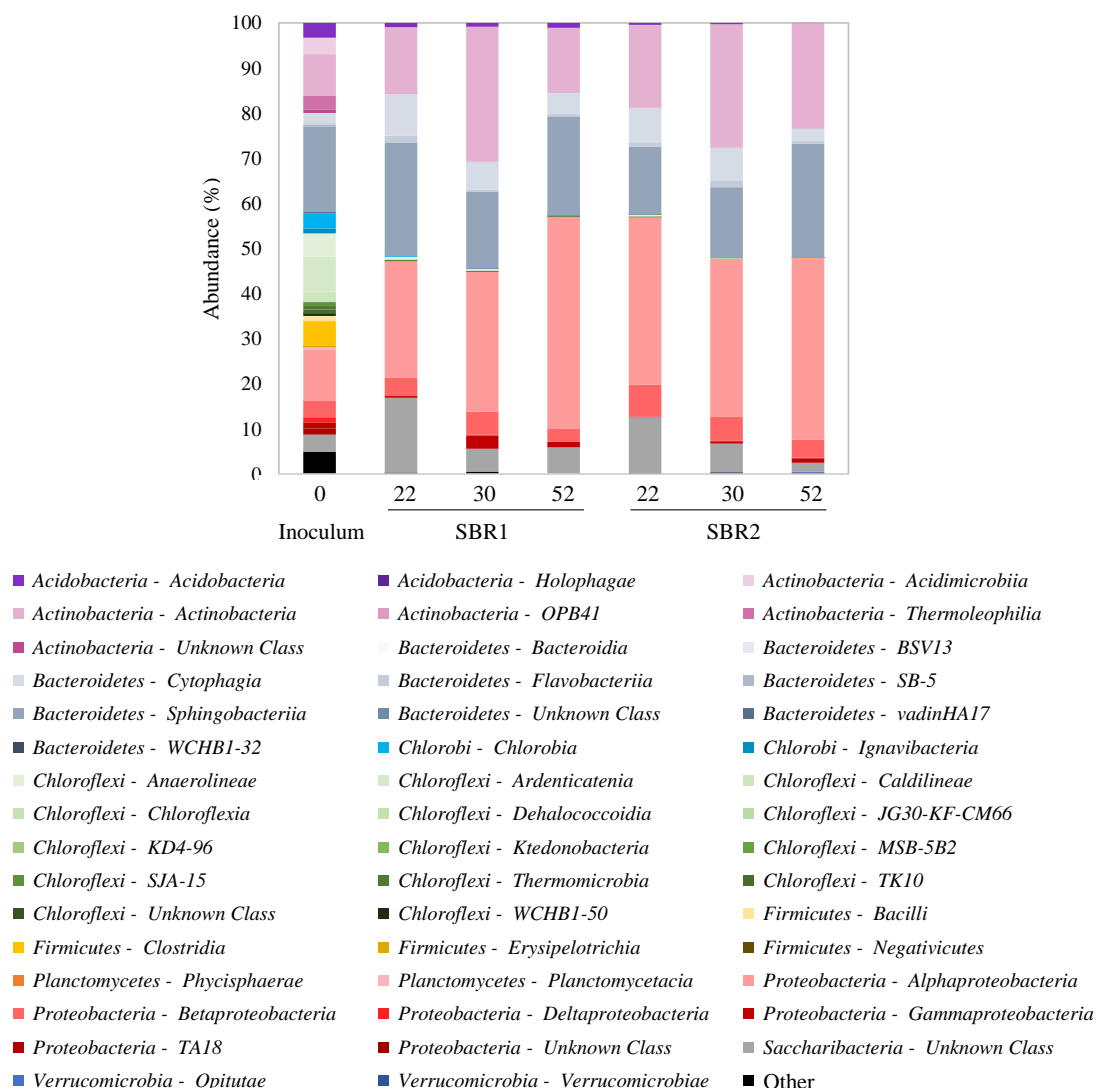 100
90
80
70
60
50
40
30
20
10
0
Abundance (%)
0 22 30 52 22 30 52
Inoculum SBR1 SBR2
Acidobacteria - Acidobacteria Acidobacteria - Holophagae Actinobacteria - Acidimicrobiia
Actinobacteria - Actinobacteria Actinobacteria - OPB41 Actinobacteria - Thermoleophilia
Actinobacteria - Unknown Class Bacteroidetes - Bacteroidia Bacteroidetes - BSV13
Bacteroidetes - Cytophagia Bacteroidetes - Flavobacteriia Bacteroidetes - SB-5
Bacteroidetes - Sphingobacteriia Bacteroidetes - Unknown Class Bacteroidetes - vadinHA17
Bacteroidetes - WCHB1-32 Chlorobi - Chlorobia Chlorobi - Ignavibacteria
Chloroflexi - Anaerolineae Chloroflexi - Ardenticatenia Chloroflexi - Caldilineae
Chloroflexi - Chloroflexia Chloroflexi - Dehalococcoidia Chloroflexi - JG30-KF-CM66
Chloroflexi - KD4-96 Chloroflexi - Ktedonobacteria Chloroflexi - MSB-5B2
Chloroflexi - SJA-15 Chloroflexi - Thermomicrobia Chloroflexi - TK10
Chloroflexi - Unknown Class Chloroflexi - WCHB1-50 Firmicutes - Bacilli
Firmicutes - Clostridia Firmicutes - Erysipelotrichia Firmicutes - Negativicutes
Planctomycetes - Phycisphaerae Planctomycetes - Planctomycetacia Proteobacteria - Alphaproteobacteria
Proteobacteria - Betaproteobacteria Proteobacteria - Deltaproteobacteria Proteobacteria - Gammaproteobacteria
Proteobacteria - TA18 Proteobacteria - Unknown Class Saccharibacteria - Unknown Class
Verrucomicrobia - Opitutae Verrucomicrobia - Verrucomicrobiae Other